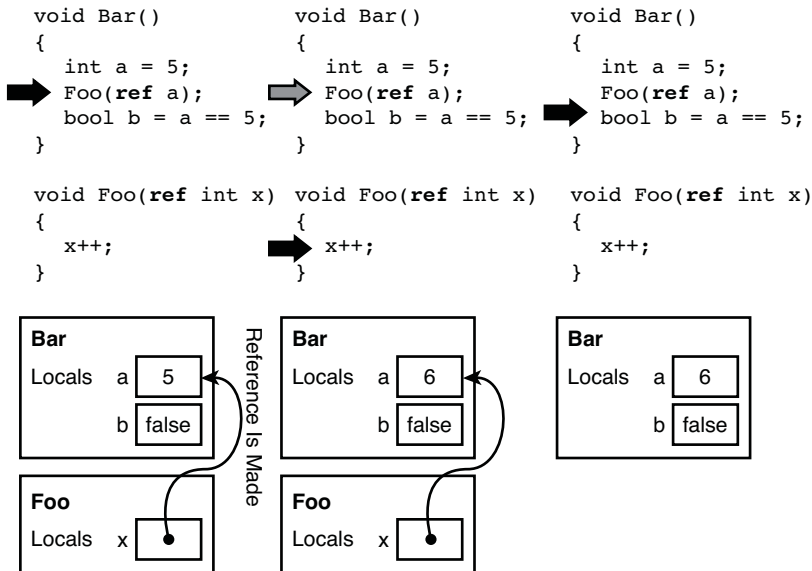 void Bar()
{
int a = 5;
Foo(ref a);
bool b = a == 5;
}
void Foo(ref int x)
{
x++;
}
void Bar()
{
int a = 5;
Foo(ref a);
bool b = a == 5;
}
void Foo(ref int x)
{
x++;
}
void Bar()
{
int a = 5;
Foo(ref a);
bool b = a == 5;
}
void Foo(ref int x)
{
x++;
}
Bar
Locals a 5
b false
Foo
Locals x
Reference Is Made
Bar
Locals a 6
b false
Foo
Locals x
Bar
Locals a 6
b false